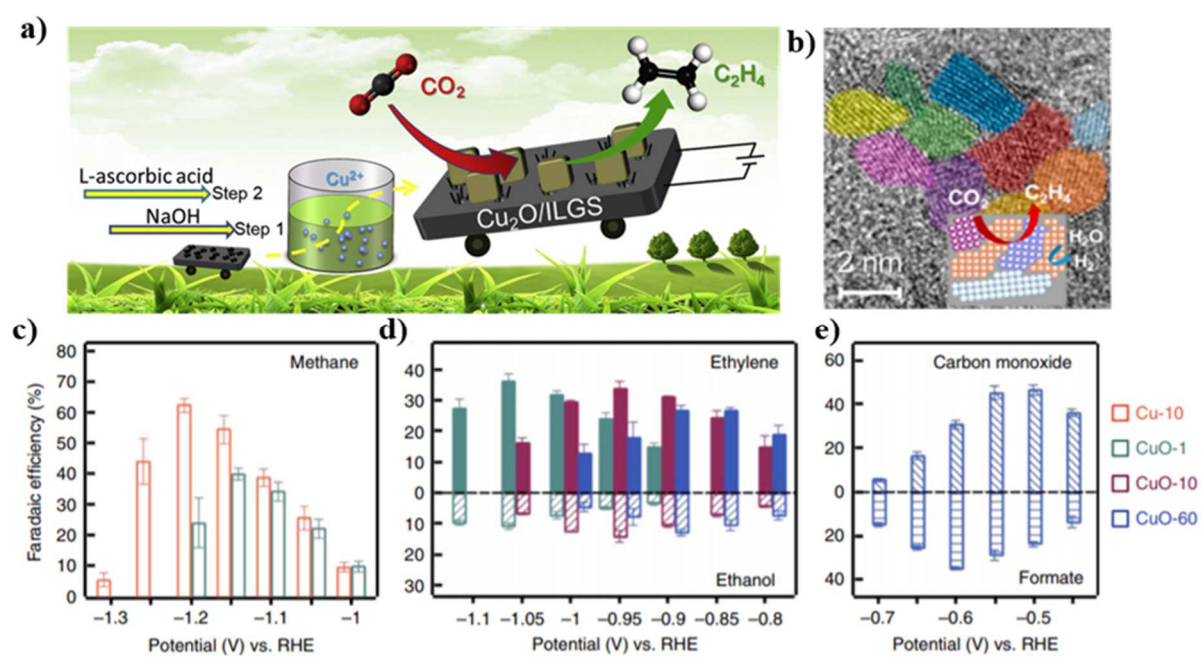 a)
CO2
C2H4
L-ascorbic acid
Step 2
NaOH
Step 1
Cu2+
Cu2O/ILGS
b)
CO2
C2H4
H2O
H2
2 nm
c)
Methane
Faradaic efficiency (%)
80
70
60
50
40
30
20
10
0
−1.3
−1.2
−1.1
−1
Potential (V) vs. RHE
d)
Ethylene
40
30
20
10
0
10
20
30
Ethanol
−1.1
−1.05
−1
−0.95
−0.9
−0.85
−0.8
Potential (V) vs. RHE
e)
Carbon monoxide
60
40
20
0
20
40
Formate
−0.7
−0.6
−0.5
Potential (V) vs. RHE
Cu-10
CuO-1
CuO-10
CuO-60